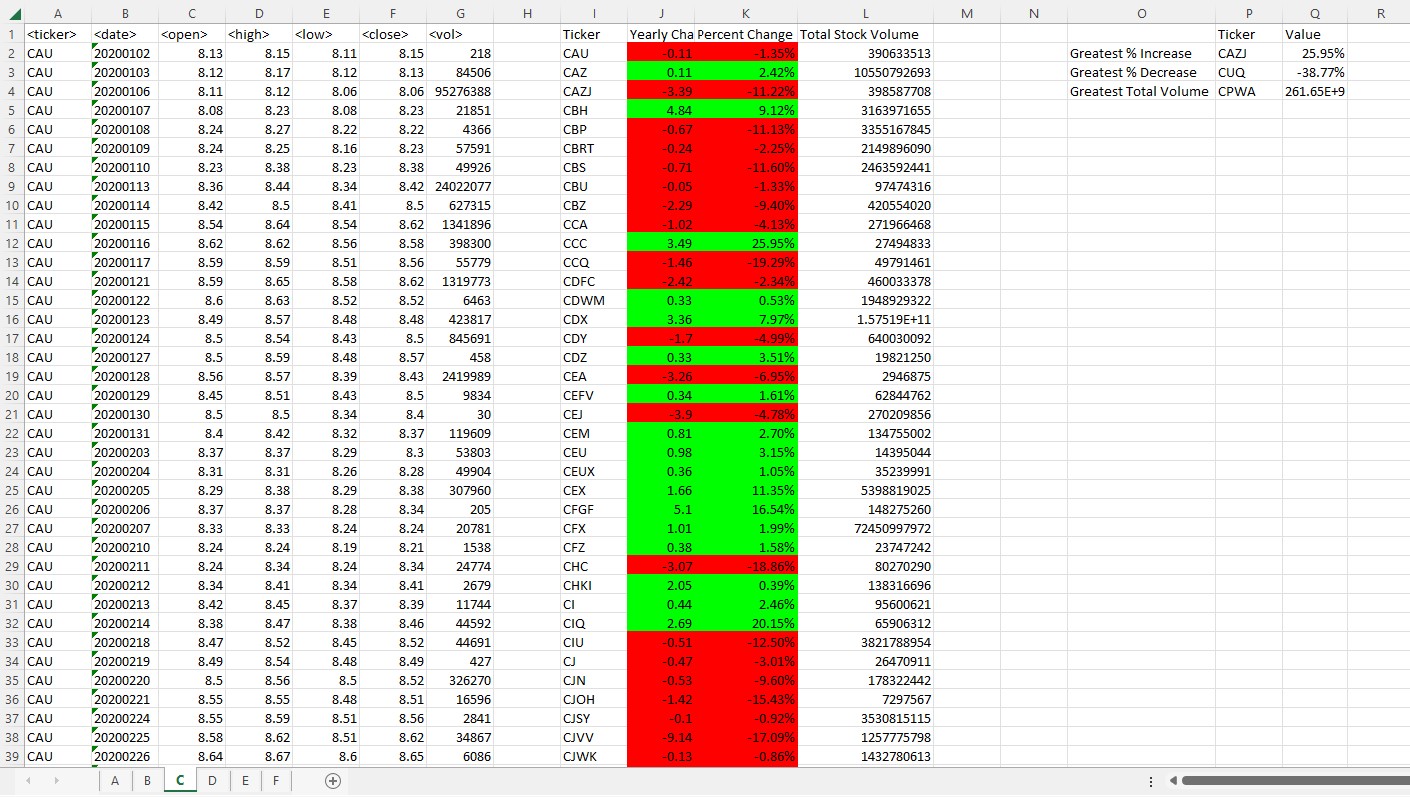 A B C D E F G H I J K L M N O P Q R
1 <ticker> <date> <open> <high> <low> <close> <vol> Ticker Yearly Cha Percent Change Total Stock Volume Ticker Value
2 CAU 20200102 8.13 8.15 8.11 8.15 218 CAU -0.11 -1.35% 390633513 Greatest % Increase CAZJ 25.95%
3 CAU 20200103 8.12 8.17 8.12 8.13 84506 CAZ 0.11 2.42% 10550792693 Greatest % Decrease CUQ -38.77%
4 CAU 20200106 8.11 8.12 8.06 8.06 95276388 CAZJ -3.39 -11.22% 398587708 Greatest Total Volume CPWA 261.65E+9
5 CAU 20200107 8.08 8.23 8.08 8.23 21851 CBH 4.84 9.12% 3163971655
6 CAU 20200108 8.24 8.27 8.22 8.22 4366 CBP -0.67 -11.13% 3355167845
7 CAU 20200109 8.24 8.25 8.16 8.23 57591 CBRT -0.24 -2.25% 2149896090
8 CAU 20200110 8.23 8.38 8.23 8.38 49926 CBS -0.71 -11.60% 2463592441
9 CAU 20200113 8.36 8.44 8.34 8.42 24022077 CBU -0.05 -1.33% 97474316
10 CAU 20200114 8.42 8.5 8.41 8.5 627315 CBZ -2.29 -9.40% 420554020
11 CAU 20200115 8.54 8.64 8.54 8.62 1341896 CCA -1.02 -4.13% 271966468
12 CAU 20200116 8.62 8.62 8.56 8.58 398300 CCC 3.49 25.95% 27494833
13 CAU 20200117 8.59 8.59 8.51 8.56 55779 CCQ -1.46 -19.29% 49791461
14 CAU 20200121 8.59 8.65 8.58 8.62 1319773 CDFC -2.42 -2.34% 460033378
15 CAU 20200122 8.6 8.63 8.52 8.52 6463 CDWM 0.33 0.53% 1948929322
16 CAU 20200123 8.49 8.57 8.48 8.48 423817 CDX 3.36 7.97% 1.57519E+11
17 CAU 20200124 8.5 8.54 8.43 8.5 845691 CDY -1.7 -4.99% 640030092
18 CAU 20200127 8.5 8.59 8.48 8.57 458 CDZ 0.33 3.51% 19821250
19 CAU 20200128 8.56 8.57 8.39 8.43 2419989 CEA -3.26 -6.95% 2946875
20 CAU 20200129 8.45 8.51 8.43 8.5 9834 CEFV 0.34 1.61% 62844762
21 CAU 20200130 8.5 8.5 8.34 8.4 30 CEJ -3.9 -4.78% 270209856
22 CAU 20200131 8.4 8.42 8.32 8.37 119609 CEM 0.81 2.70% 134755002
23 CAU 20200203 8.37 8.37 8.29 8.3 53803 CEU 0.98 3.15% 14395044
24 CAU 20200204 8.31 8.31 8.26 8.28 49904 CEUX 0.36 1.05% 35239991
25 CAU 20200205 8.29 8.38 8.29 8.38 307960 CEX 1.66 11.35% 5398819025
26 CAU 20200206 8.37 8.37 8.28 8.34 205 CFGF 5.1 16.54% 148275260
27 CAU 20200207 8.33 8.33 8.24 8.24 20781 CFX 1.01 1.99% 72450997972
28 CAU 20200210 8.24 8.24 8.19 8.21 1538 CFZ 0.38 1.58% 23747242
29 CAU 20200211 8.24 8.34 8.24 8.34 24774 CHC -3.07 -18.86% 80270290
30 CAU 20200212 8.34 8.41 8.34 8.41 2679 CHKI 2.05 0.39% 138316696
31 CAU 20200213 8.42 8.45 8.37 8.39 11744 CI 0.44 2.46% 95600621
32 CAU 20200214 8.38 8.47 8.38 8.46 44592 CIQ 2.69 20.15% 65906312
33 CAU 20200218 8.47 8.52 8.45 8.52 44691 CIU -0.51 -12.50% 3821788954
34 CAU 20200219 8.49 8.54 8.48 8.49 427 CJ -0.47 -3.01% 26470911
35 CAU 20200220 8.5 8.56 8.5 8.52 326270 CJN -0.53 -9.60% 178322442
36 CAU 20200221 8.55 8.55 8.48 8.51 16596 CJOH -1.42 -15.43% 7297567
37 CAU 20200224 8.55 8.59 8.51 8.56 2841 CJSY -0.1 -0.92% 3530815115
38 CAU 20200225 8.58 8.62 8.51 8.62 34867 CJVV -9.14 -17.09% 1257775798
39 CAU 20200226 8.64 8.67 8.6 8.65 6086 CJWK -0.13 -0.86% 1432780613
A B C D E F